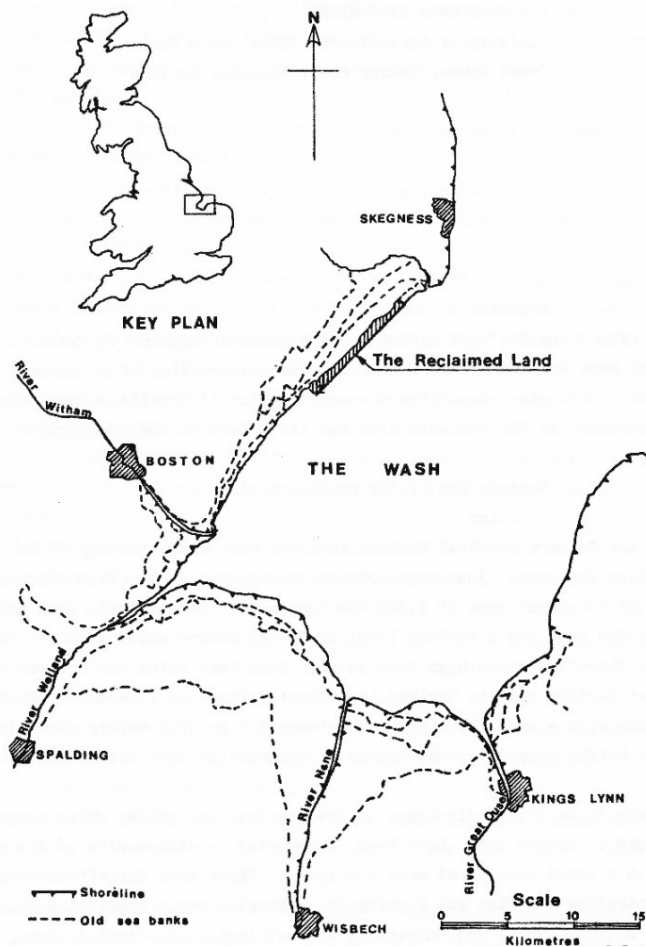 N
SKEGNESS
KEY PLAN
The Reclaimed Land
River
Witham
BOSTON
THE WASH
River Welland
SPALDING
River Nene
KINGS LYNN
River Great Ouse
Shoreline
Old sea banks
WISBECH
Scale
0 5 10 15
Kilometres